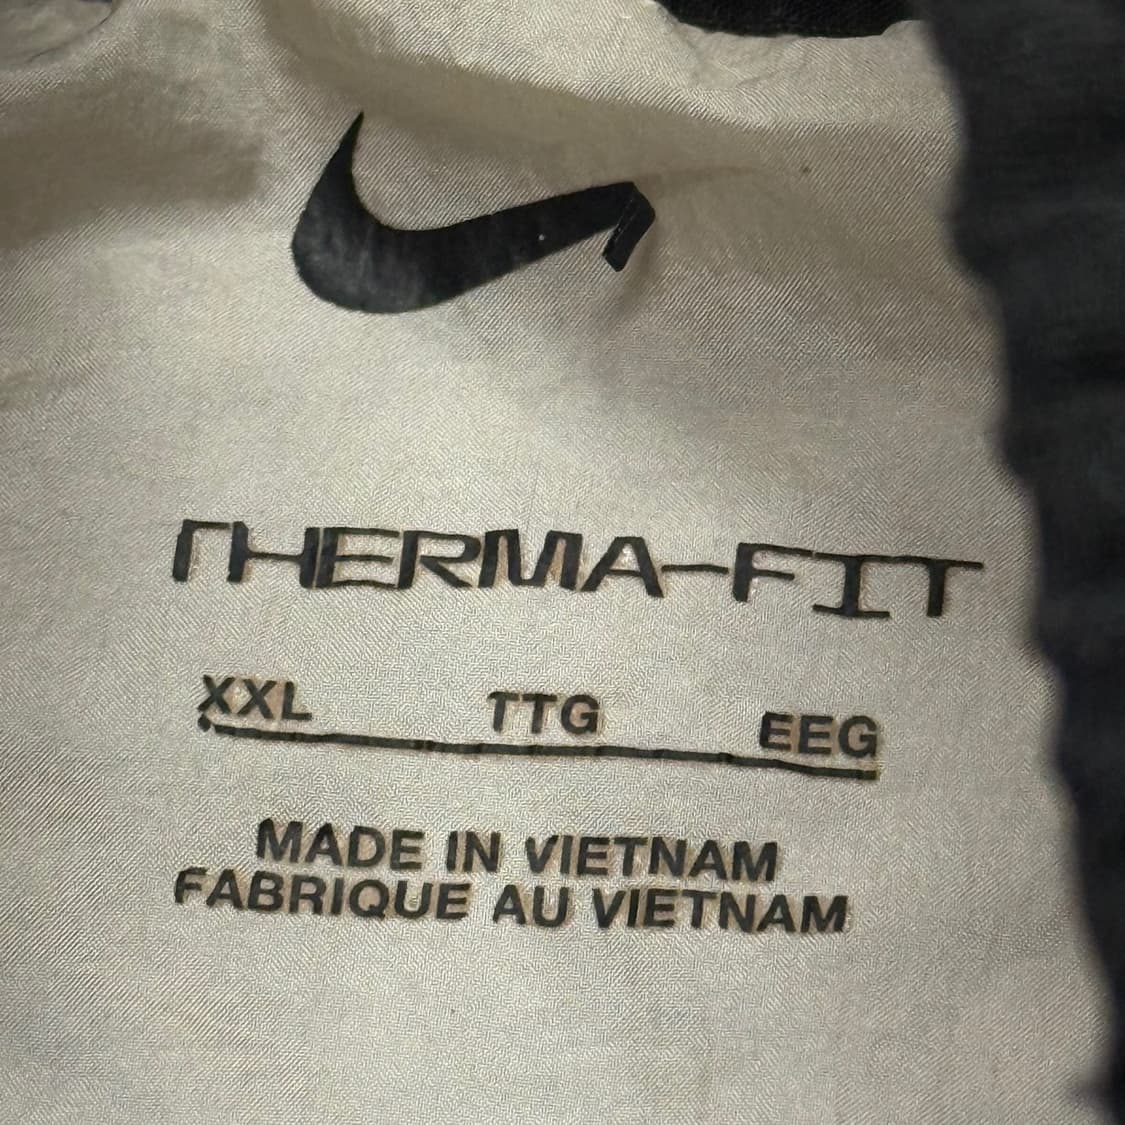 THERMA-FIT
XXL TTG EEG
MADE IN VIETNAM
FABRIQUE AU VIETNAM